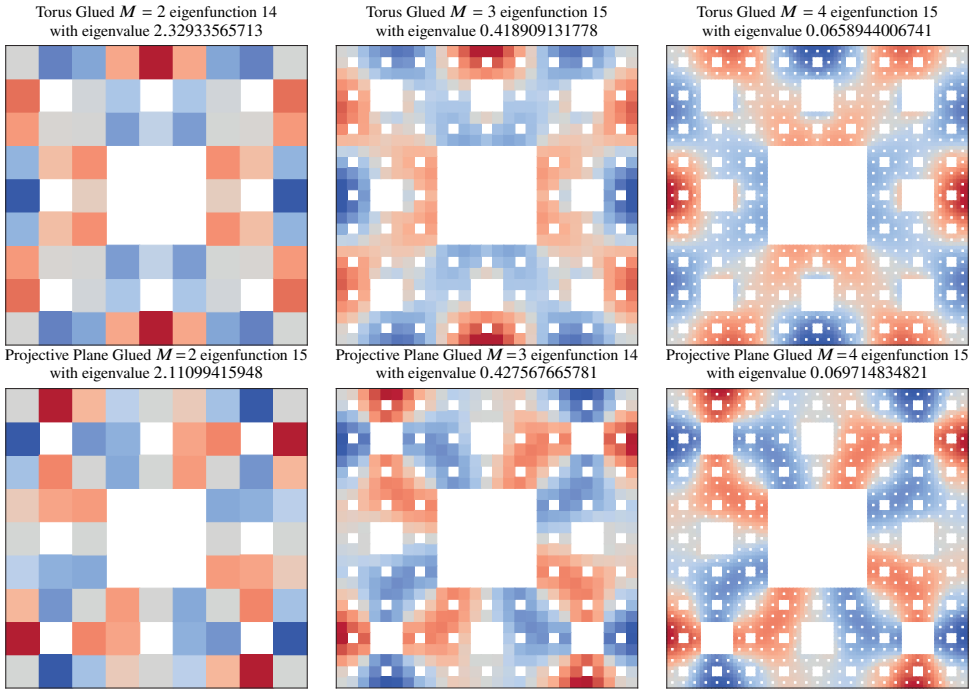 Torus Glued M = 2 eigenfunction 14
with eigenvalue 2.32933565713
Torus Glued M = 3 eigenfunction 15
with eigenvalue 0.418909131778
Torus Glued M = 4 eigenfunction 15
with eigenvalue 0.0658944006741
Projective Plane Glued M=2 eigenfunction 15
with eigenvalue 2.11099415948
Projective Plane Glued M=3 eigenfunction 14
with eigenvalue 0.427567665781
Projective Plane Glued M=4 eigenfunction 15
with eigenvalue 0.069714834821